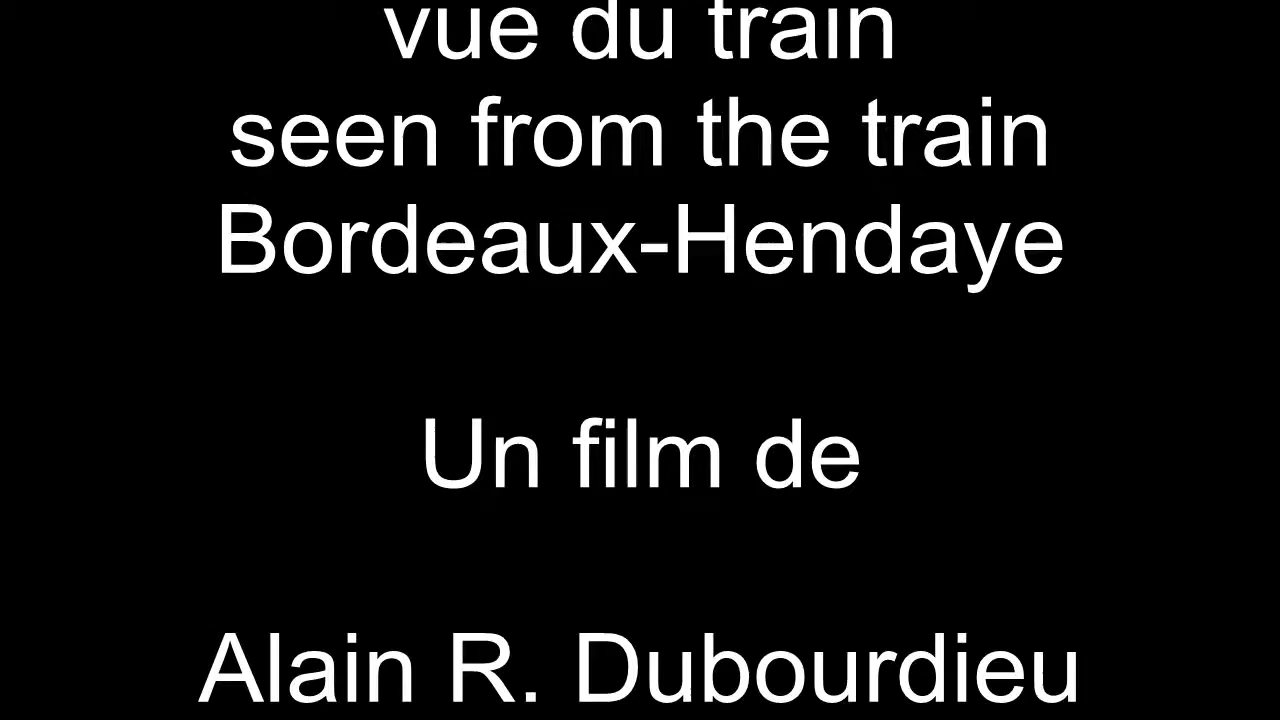 vue du train
seen from the train
Bordeaux-Hendaye
Un film de
Alain R. Dubourdieu